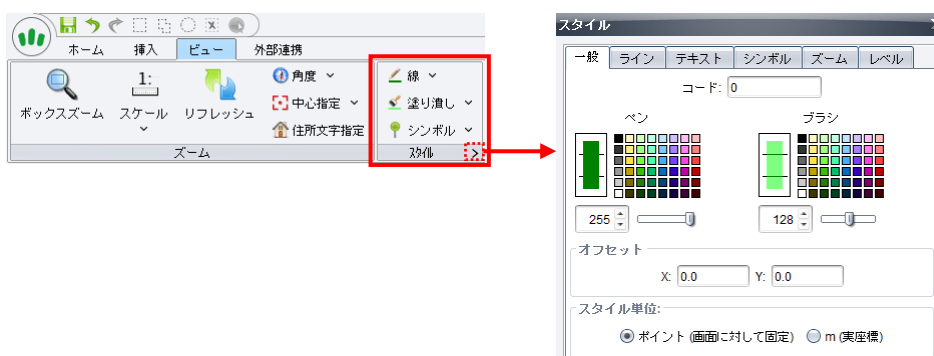 ホーム 挿入 ビュー 外部連携
ボックスズーム
1:
スケール
リフレッシュ
角度
中心指定
住所文字指定
ズーム
線
塗り潰し
シンボル
スタイル
スタイル
一般 ライン テキスト シンボル ズーム レベル
コード: 0
ペン ブラシ
255 128
オフセット
X: 0.0 Y: 0.0
スタイル単位:
ポイント (画面に対して固定) m (実座標)